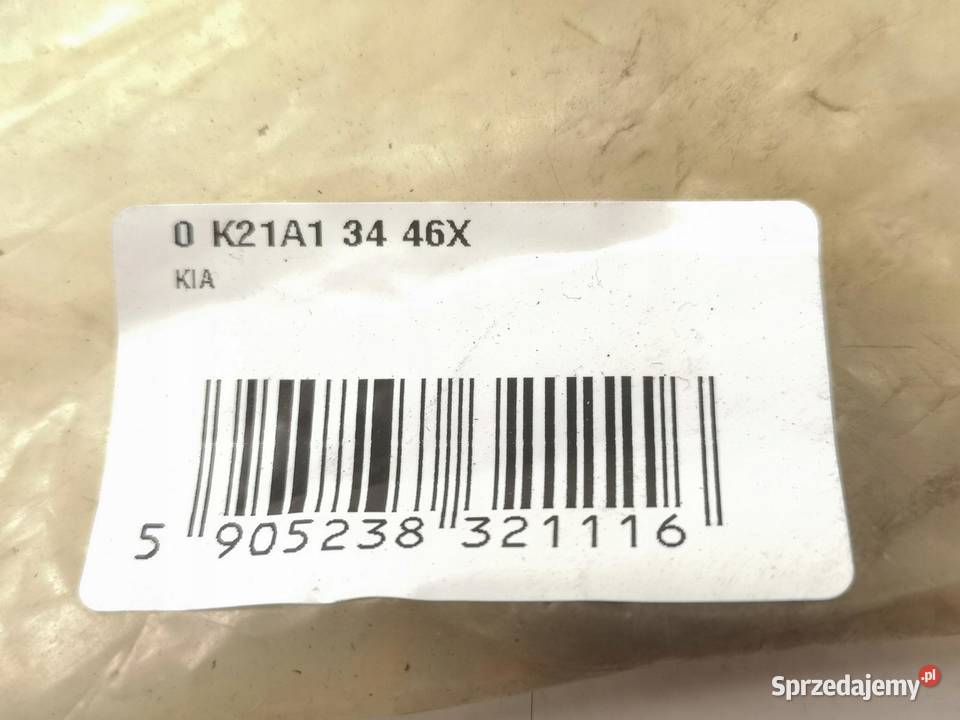 0 K21A1 34 46X
KIA
5 905238 321116
Sprzedajemy.pl